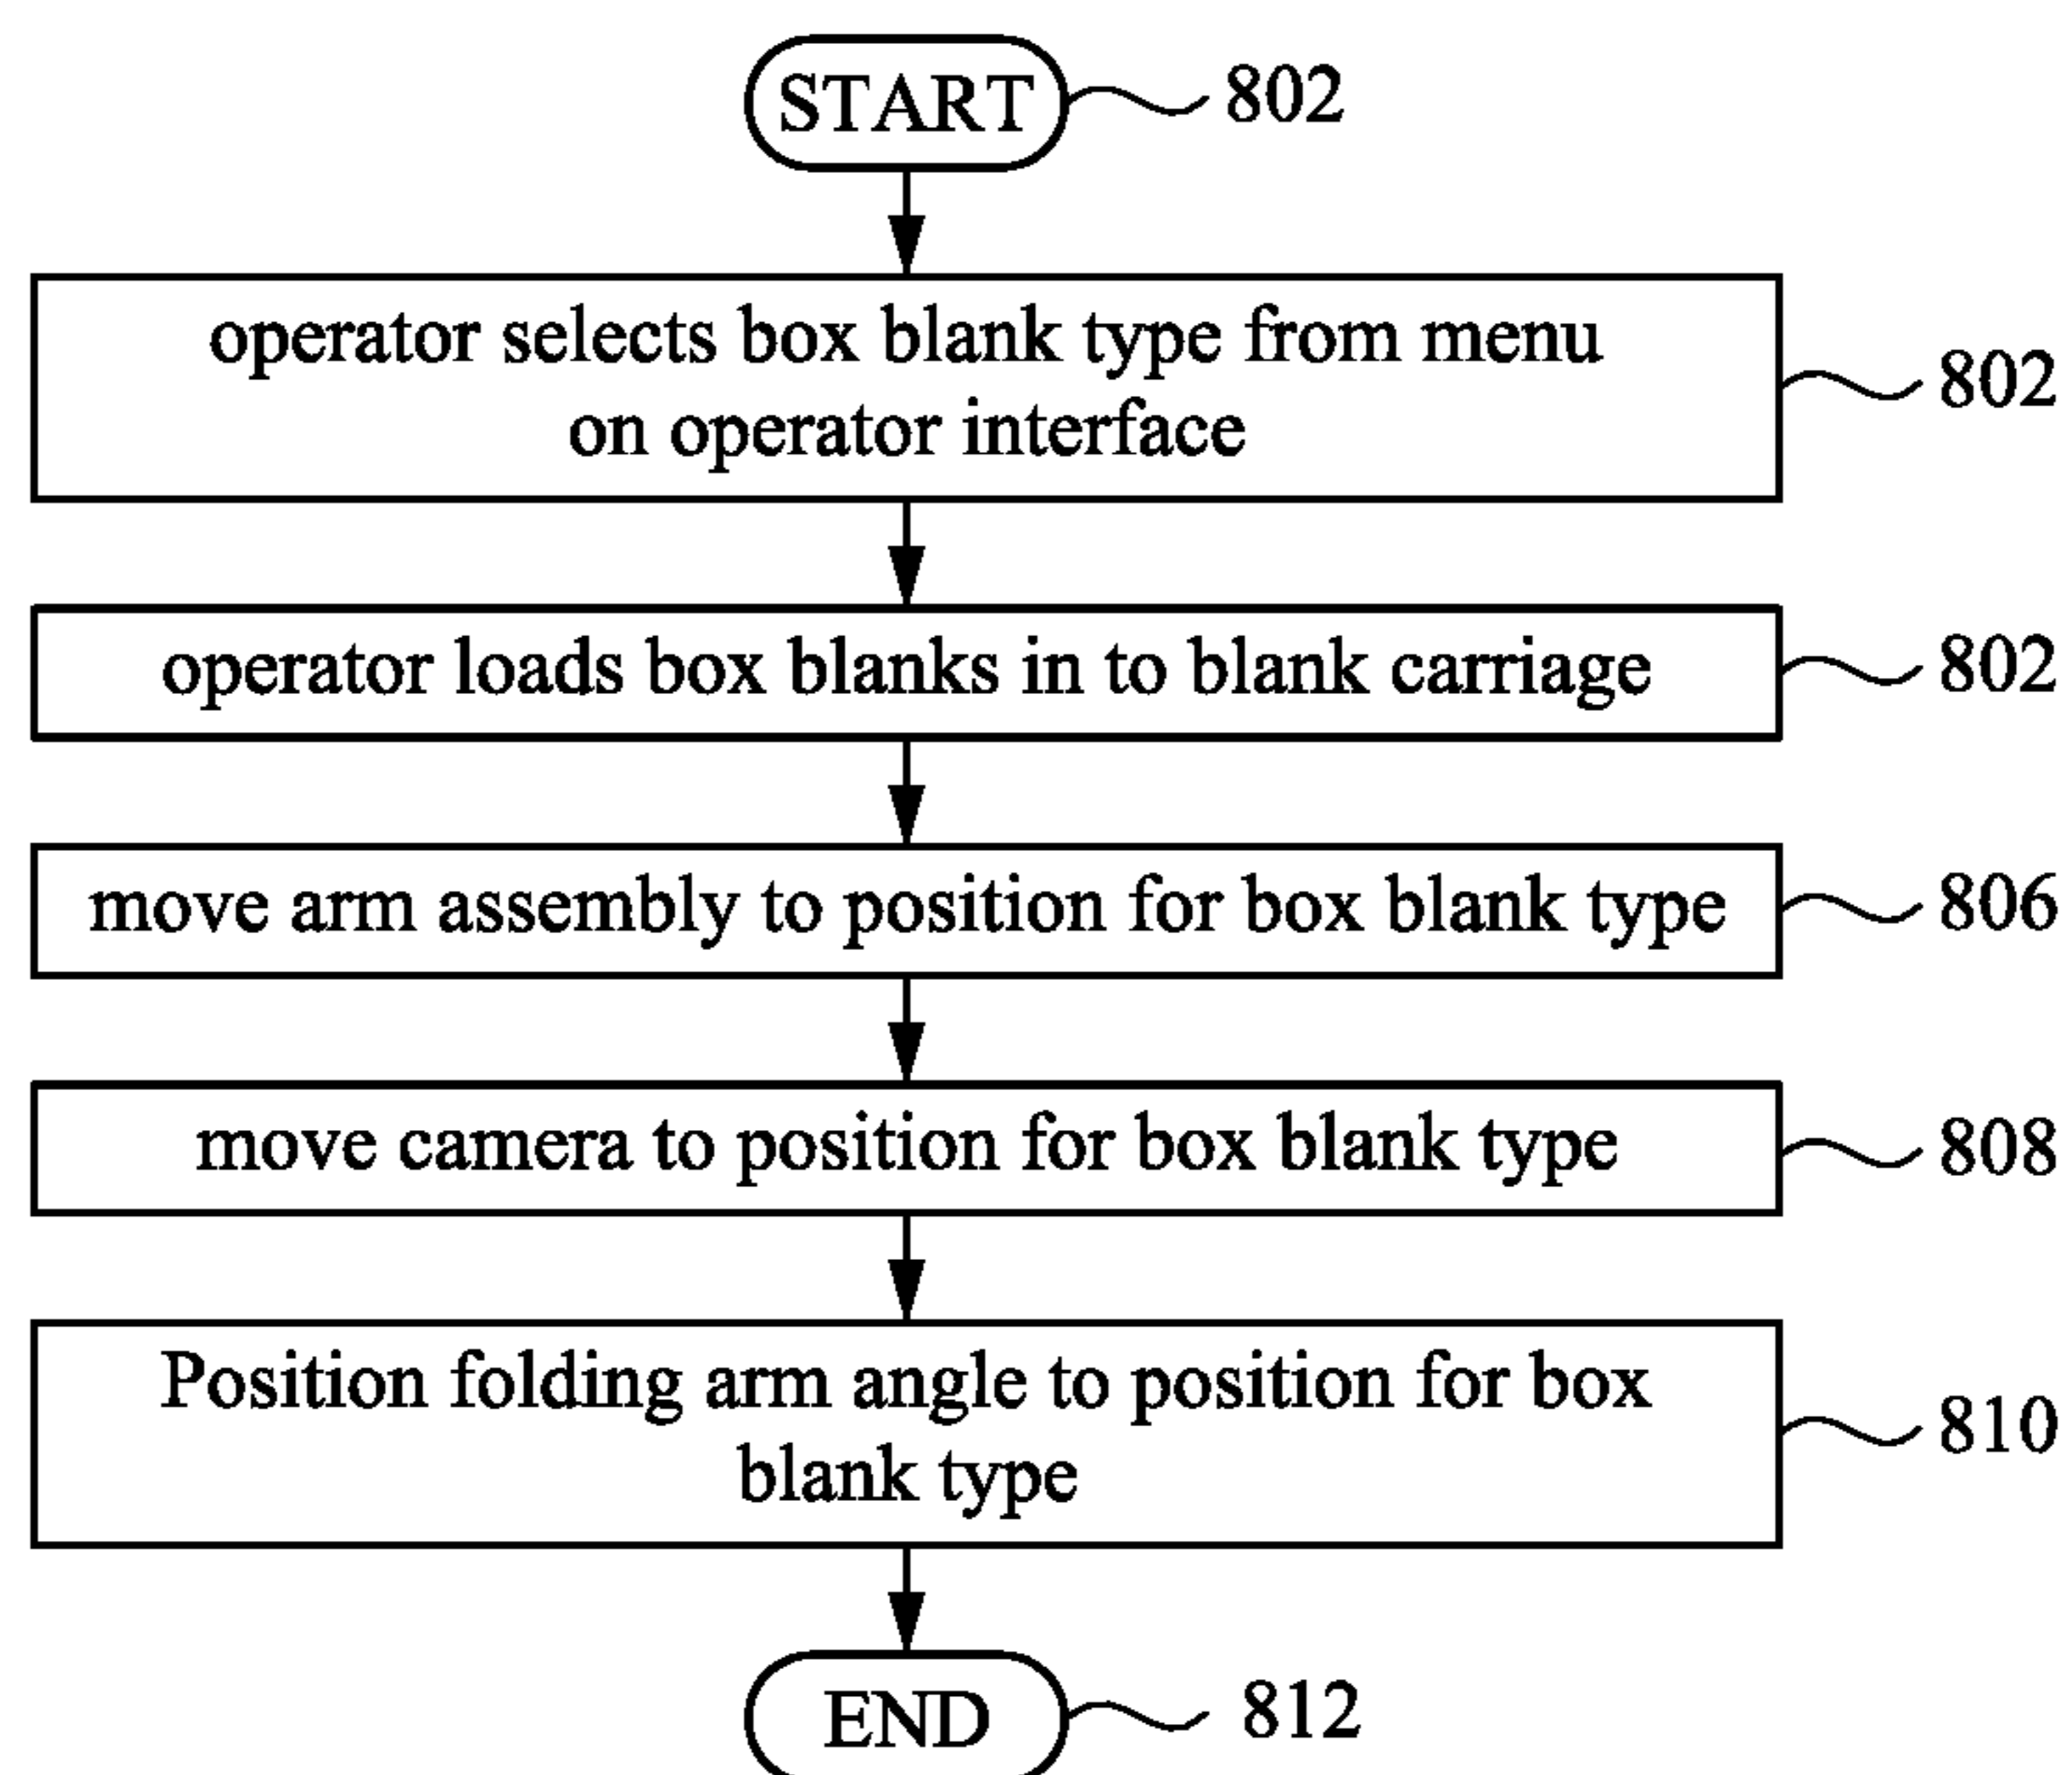 START 802
operator selects box blank type from menu
on operator interface 802
operator loads box blanks in to blank carriage 802
move arm assembly to position for box blank type 806
move camera to position for box blank type 808
Position folding arm angle to position for box
blank type 810
END 812